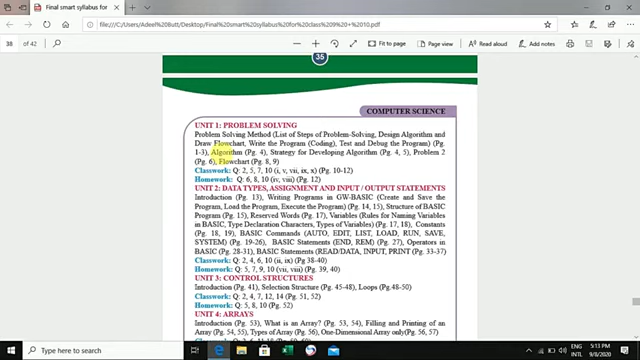 Final smart syllabus for class
file:///C:/Users/Adeel%20Butt/Desktop/Final%20smart%20syllabus%20for%20class%209%20+%2010.pdf
38 of 42
Fit to page
Page view
Read aloud
Add notes
36
COMPUTER SCIENCE
UNIT 1: PROBLEM SOLVING
Problem Solving Method (List of Steps of Problem-Solving, Design Algorithm and
Draw Flowchart, Write the Program (Coding), Test and Debug the Program) (Pg.
1-3), Algorithm (Pg. 4), Strategy for Developing Algorithm (Pg. 4, 5), Problem 2
(Pg. 6), Flowchart (Pg. 8, 9)
Classwork: Q: 2, 5, 7, 10 (i, v, vii, ix, x) (Pg. 10-12)
Homework: Q: 6, 8, 10 (iv, viii) (Pg. 12)
UNIT 2: DATA TYPES, ASSIGNMENT AND INPUT / OUTPUT STATEMENTS
Introduction (Pg. 13), Writing Programs in GW-BASIC (Create and Save the
Program, Load the Program, Execute the Program) (Pg. 14, 15), Structure of BASIC
Program (Pg. 15), Reserved Words (Pg. 17), Variables (Rules for Naming Variables
in BASIC, Type Declaration Characters, Types of Variables) (Pg. 17, 18), Constants
(Pg. 18, 19), BASIC Commands (AUTO, EDIT, LIST, LOAD, RUN, SAVE,
SYSTEM) (Pg. 19-26), BASIC Statements (END, REM) (Pg. 27), Operators in
BASIC (Pg. 28-31), BASIC Statements (READ/DATA, INPUT, PRINT) (Pg. 33-37)
Classwork: Q: 2, 4, 6, 10 (i, ix) (Pg 38-40)
Homework: Q: 5, 7, 9, 10 (vii, viii) (Pg. 39, 40)
UNIT 3: CONTROL STRUCTURES
Introduction (Pg. 41), Selection Structure (Pg. 45-48), Loops (Pg.48-50)
Classwork: Q: 2, 4, 7, 12, 14 (Pg. 51, 52)
Homework: Q: 5, 8, 10 (Pg. 52)
UNIT 4: ARRAYS
Introduction (Pg. 53), What is an Array? (Pg. 53, 54), Filling and Printing of an
Array (Pg. 54, 55), Types of Array (Pg. 56), One-Dimensional Array only(Pg. 56, 57)
ENG
INTL
5:13 PM
9/8/2020